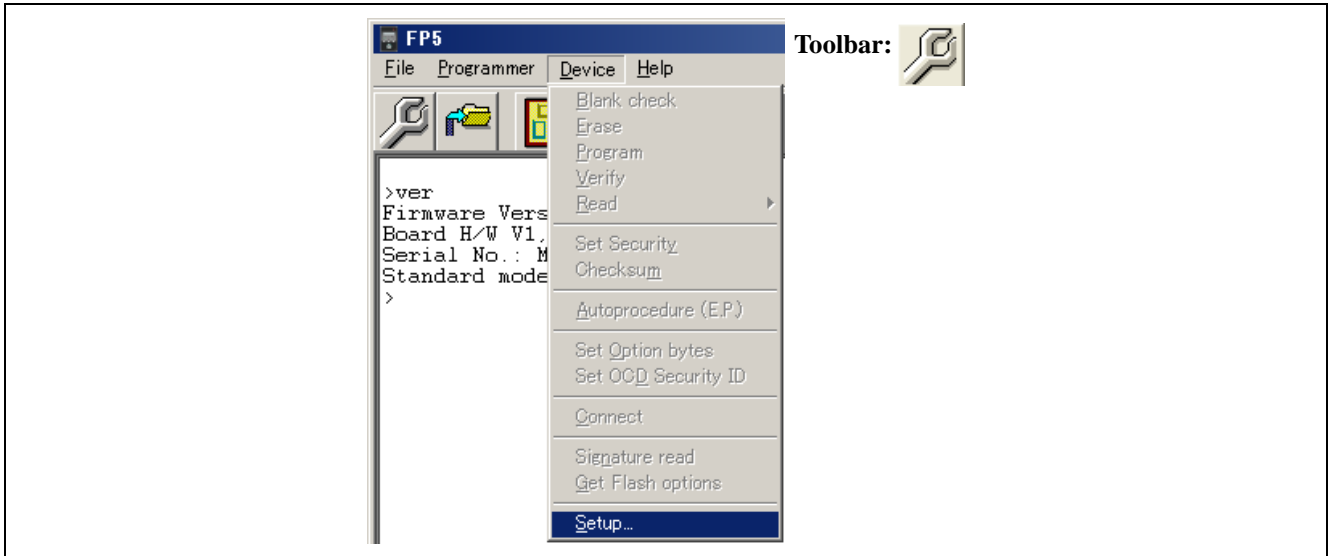 FP5
Toolbar:
File Programmer Device Help
Blank check
Erase
Program
Verify
Read
Set Security
Checksum
Autoprocedure (E.P.)
Set Option bytes
Set OCD Security ID
Connect
Signature read
Get Flash options
Setup...
>ver
Firmware Vers
Board H/W V1,
Serial No.: M
Standard mode
>